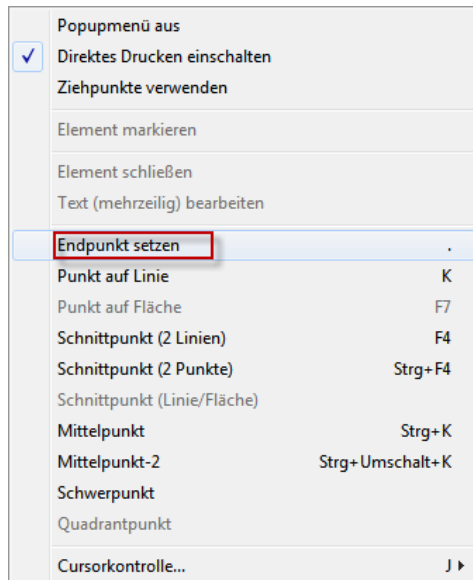 Popupmenü aus
Direktes Drucken einschalten
Ziehpunkte verwenden
Element markieren
Element schließen
Text (mehrzeilig) bearbeiten
Endpunkt setzen .
Punkt auf Linie K
Punkt auf Fläche F7
Schnittpunkt (2 Linien) F4
Schnittpunkt (2 Punkte) Strg+F4
Schnittpunkt (Linie/Fläche)
Mittelpunkt Strg+K
Mittelpunkt-2 Strg+Umschalt+K
Schwerpunkt
Quadrantpunkt
Cursorkontrolle... J